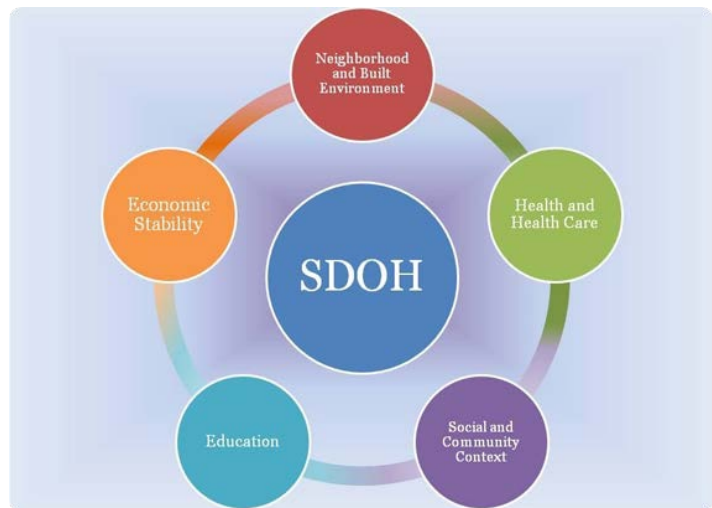 Neighborhood
and Built
Environment
Economic
Stability
Health and
Health Care
SDOH
Education
Social and
Community
Context